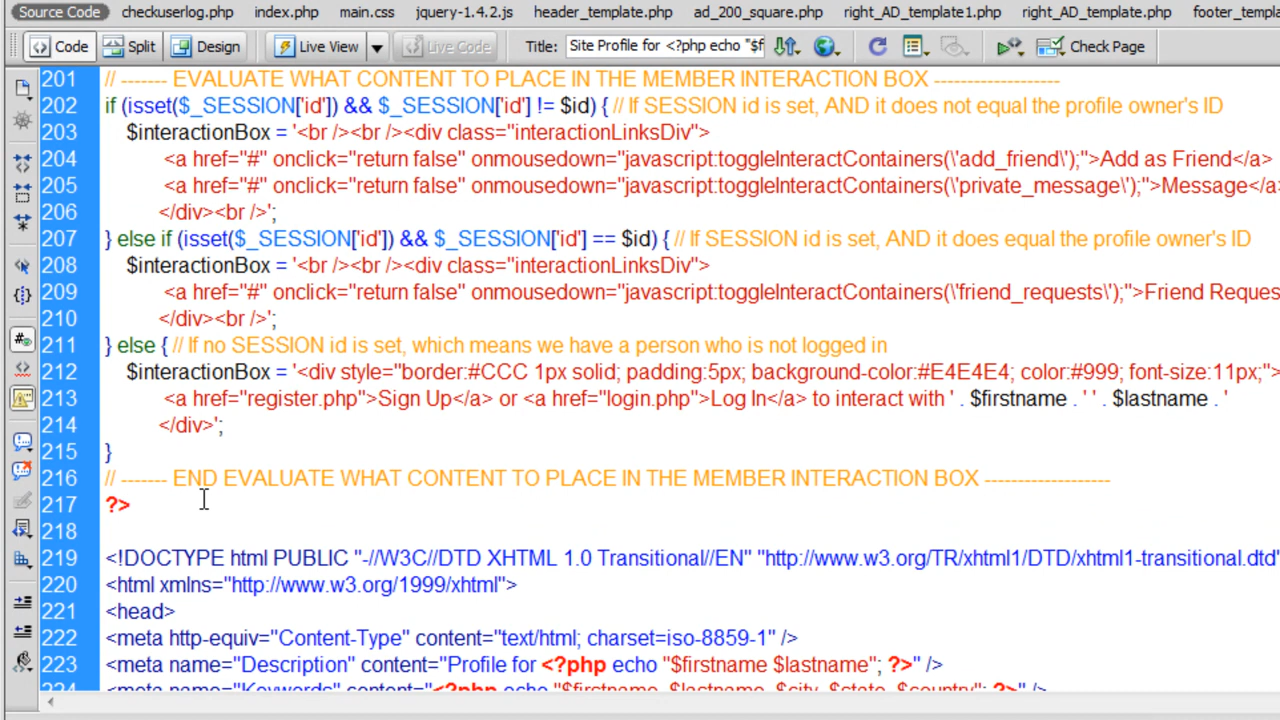 Source Code checkuserlog.php index.php main.css jquery-1.4.2.js header_template.php ad_200_square.php right_AD_template1.php right_AD_template.php footer_templa
Code Split Design Live View Live Code Title: Site Profile for <?php echo "$f Check Page
201 // ------- EVALUATE WHAT CONTENT TO PLACE IN THE MEMBER INTERACTION BOX -------------------
202 if (isset($_SESSION['id']) && $_SESSION['id'] != $id) { // If SESSION id is set, AND it does not equal the profile owner's ID
203 $interactionBox = '<br /><br /><div class="interactionLinksDiv">
204 <a href="#" onclick="return false" onmousedown="javascript:toggleInteractContainers(\'add_friend\');">Add as Friend</a>
205 <a href="#" onclick="return false" onmousedown="javascript:toggleInteractContainers(\'private_message\');">Message</a
206 </div><br />';
207 } else if (isset($_SESSION['id']) && $_SESSION['id'] == $id) { // If SESSION id is set, AND it does equal the profile owner's ID
208 $interactionBox = '<br /><br /><div class="interactionLinksDiv">
209 <a href="#" onclick="return false" onmousedown="javascript:toggleInteractContainers(\'friend_requests\');">Friend Reques
210 </div><br />';
211 } else { // If no SESSION id is set, which means we have a person who is not logged in
212 $interactionBox = '<div style="border:#CCC 1px solid; padding:5px; background-color:#E4E4E4; color:#999; font-size:11px;">
213 <a href="register.php">Sign Up</a> or <a href="login.php">Log In</a> to interact with ' . $firstname . ' ' . $lastname . '
214 </div>';
215 }
216 // ------- END EVALUATE WHAT CONTENT TO PLACE IN THE MEMBER INTERACTION BOX -------------------
217 ?>
218
219 <!DOCTYPE html PUBLIC "-//W3C//DTD XHTML 1.0 Transitional//EN" "http://www.w3.org/TR/xhtml1/DTD/xhtml1-transitional.dtd"
220 <html xmlns="http://www.w3.org/1999/xhtml">
221 <head>
222 <meta http-equiv="Content-Type" content="text/html; charset=iso-8859-1" />
223 <meta name="Description" content="Profile for <?php echo "$firstname $lastname"; ?>" />
224 <meta name="Keywords" content="<?php echo "$firstname, $lastname, $city, $state, $country"; ?>" />